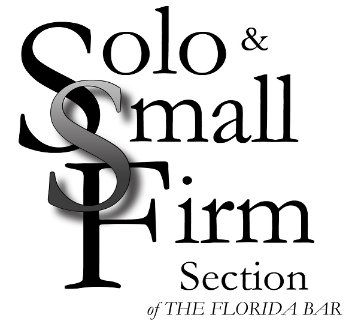 Solo &
Small
Firm
Section
of THE FLORIDA BAR